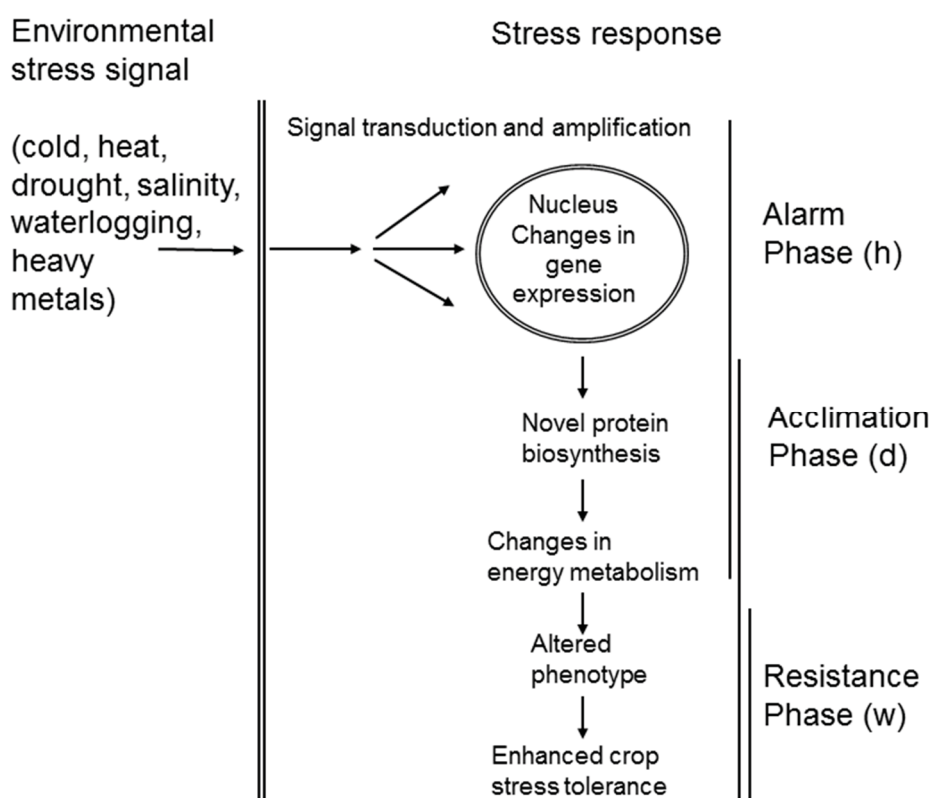 Environmental
stress signal
(cold, heat,
drought, salinity,
waterlogging,
heavy
metals)
Stress response
Signal transduction and amplification
Nucleus
Changes in
gene
expression
Novel protein
biosynthesis
Changes in
energy metabolism
Altered
phenotype
Enhanced crop
stress tolerance
Alarm
Phase (h)
Acclimation
Phase (d)
Resistance
Phase (w)